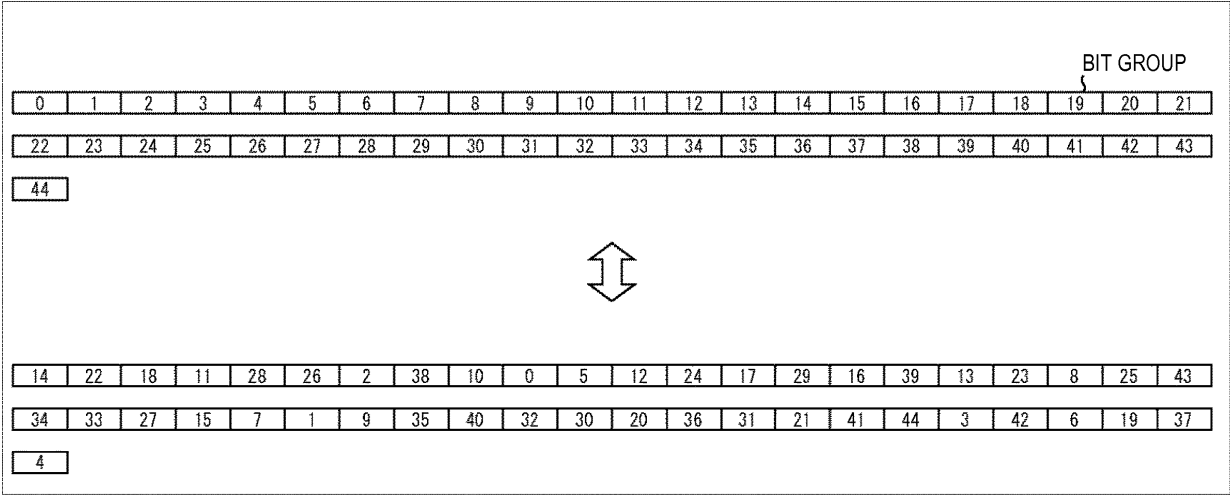 BIT GROUP
0 1 2 3 4 5 6 7 8 9 10 11 12 13 14 15 16 17 18 19 20 21
22 23 24 25 26 27 28 29 30 31 32 33 34 35 36 37 38 39 40 41 42 43
44
14 22 18 11 28 26 2 38 10 0 5 12 24 17 29 16 39 13 23 8 25 43
34 33 27 15 7 1 9 35 40 32 30 20 36 31 21 41 44 3 42 6 19 37
4